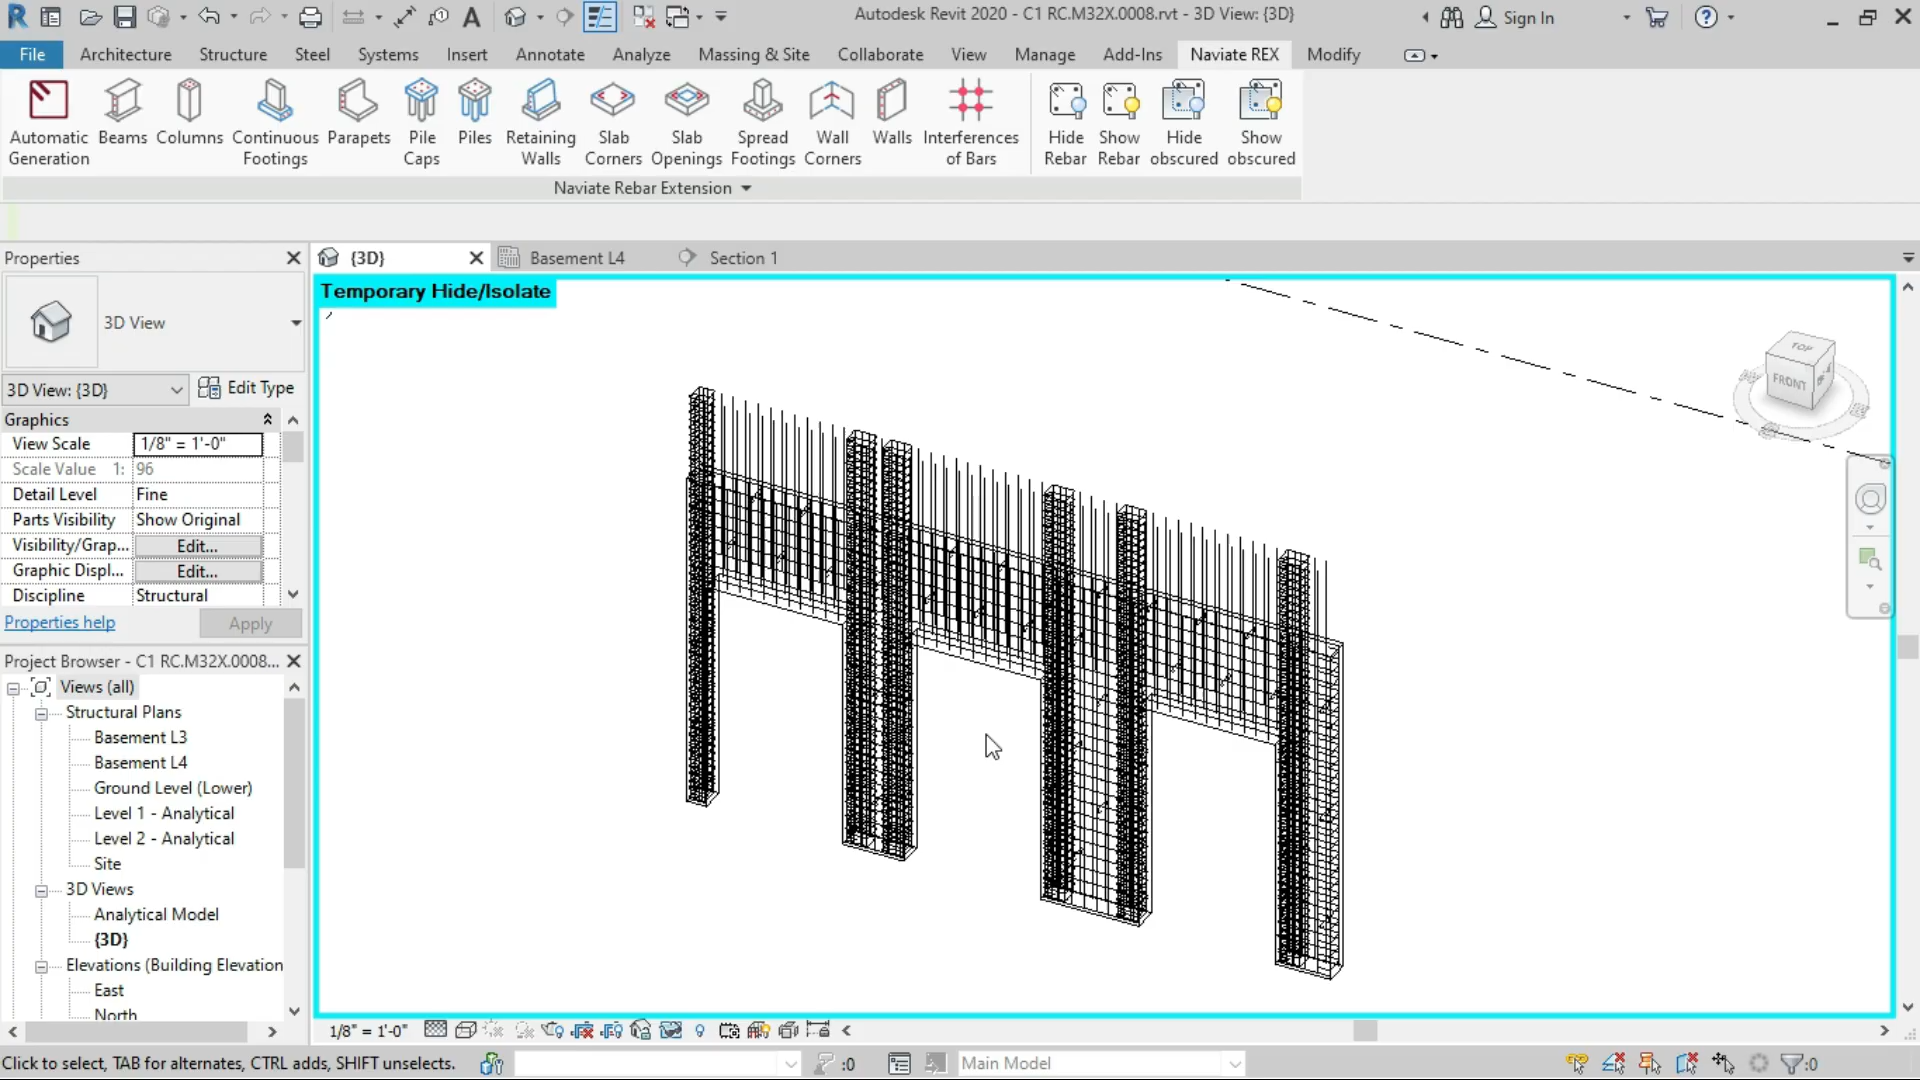 Autodesk Revit 2020 - C1 RC.M32X.0008.rvt - 3D View: {3D}
Sign In
File Architecture Structure Steel Systems Insert Annotate Analyze Massing & Site Collaborate View Manage Add-Ins Naviate REX Modify
Automatic Generation
Beams
Columns
Continuous Footings
Parapets
Pile Caps
Piles
Retaining Walls
Slab Corners
Slab Openings
Spread Footings
Wall Corners
Walls
Interferences of Bars
Hide Rebar
Show Rebar
Hide obscured
Show obscured
Naviate Rebar Extension
Properties
{3D}
Basement L4
Section 1
Temporary Hide/Isolate
3D View
3D View: {3D}
Edit Type
Graphics
View Scale 1/8" = 1'-0"
Scale Value 1: 96
Detail Level Fine
Parts Visibility Show Original
Visibility/Grap... Edit...
Graphic Displ... Edit...
Discipline Structural
Properties help
Apply
TOP
FRONT
Project Browser - C1 RC.M32X.0008...
Views (all)
Structural Plans
Basement L3
Basement L4
Ground Level (Lower)
Level 1 - Analytical
Level 2 - Analytical
Site
3D Views
Analytical Model
{3D}
Elevations (Building Elevation
East
North
1/8" = 1'-0"
Click to select, TAB for alternates, CTRL adds, SHIFT unselects.
:0
Main Model
:0